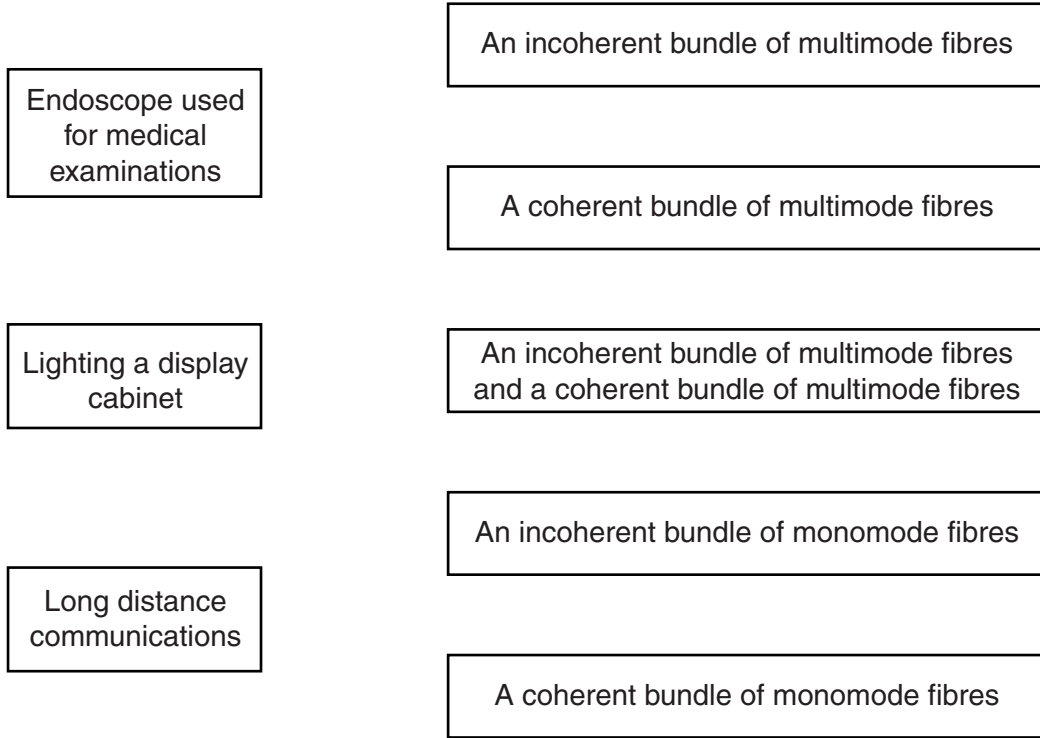 An incoherent bundle of multimode fibres
Endoscope used
for medical
examinations
A coherent bundle of multimode fibres
Lighting a display
cabinet
An incoherent bundle of multimode fibres
and a coherent bundle of multimode fibres
An incoherent bundle of monomode fibres
Long distance
communications
A coherent bundle of monomode fibres